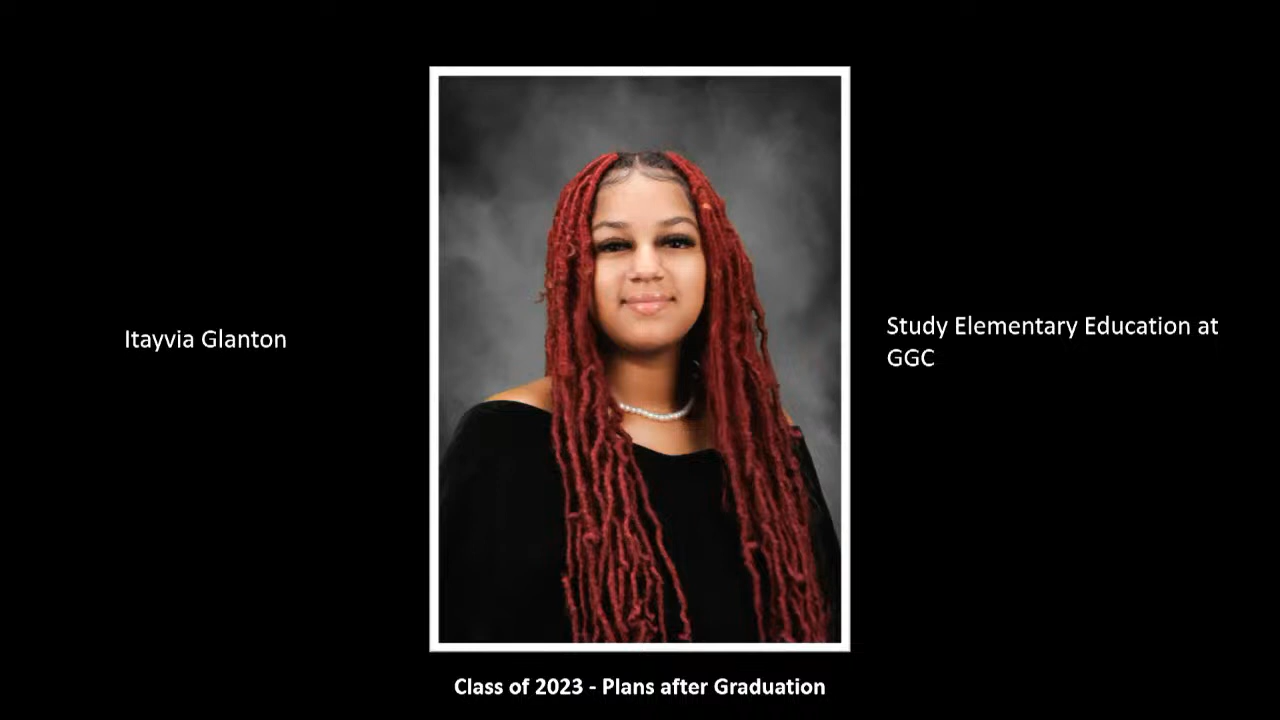 Itayvia Glanton
Study Elementary Education at
GGC
Class of 2023 - Plans after Graduation